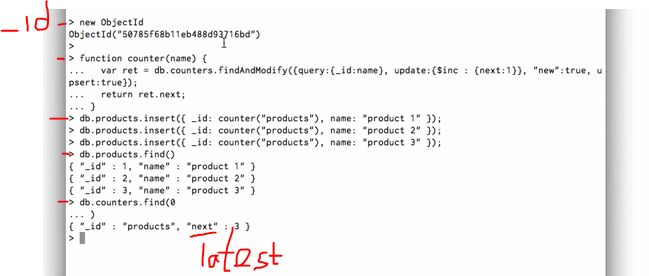 _id
> new ObjectId
ObjectId("50785f68b11eb488d93716bd")
>
> function counter(name) {
...    var ret = db.counters.findAndModify({query:{_id:name}, update:{$inc : {next:1}}, "new":true, u
psert:true});
...    return ret.next;
... }
> db.products.insert({ _id: counter("products"), name: "product 1" });
> db.products.insert({ _id: counter("products"), name: "product 2" });
> db.products.insert({ _id: counter("products"), name: "product 3" });
> db.products.find()
{ "_id" : 1, "name" : "product 1" }
{ "_id" : 2, "name" : "product 2" }
{ "_id" : 3, "name" : "product 3" }
> db.counters.find(0
... )
{ "_id" : "products", "next" : 3 }
>
latest